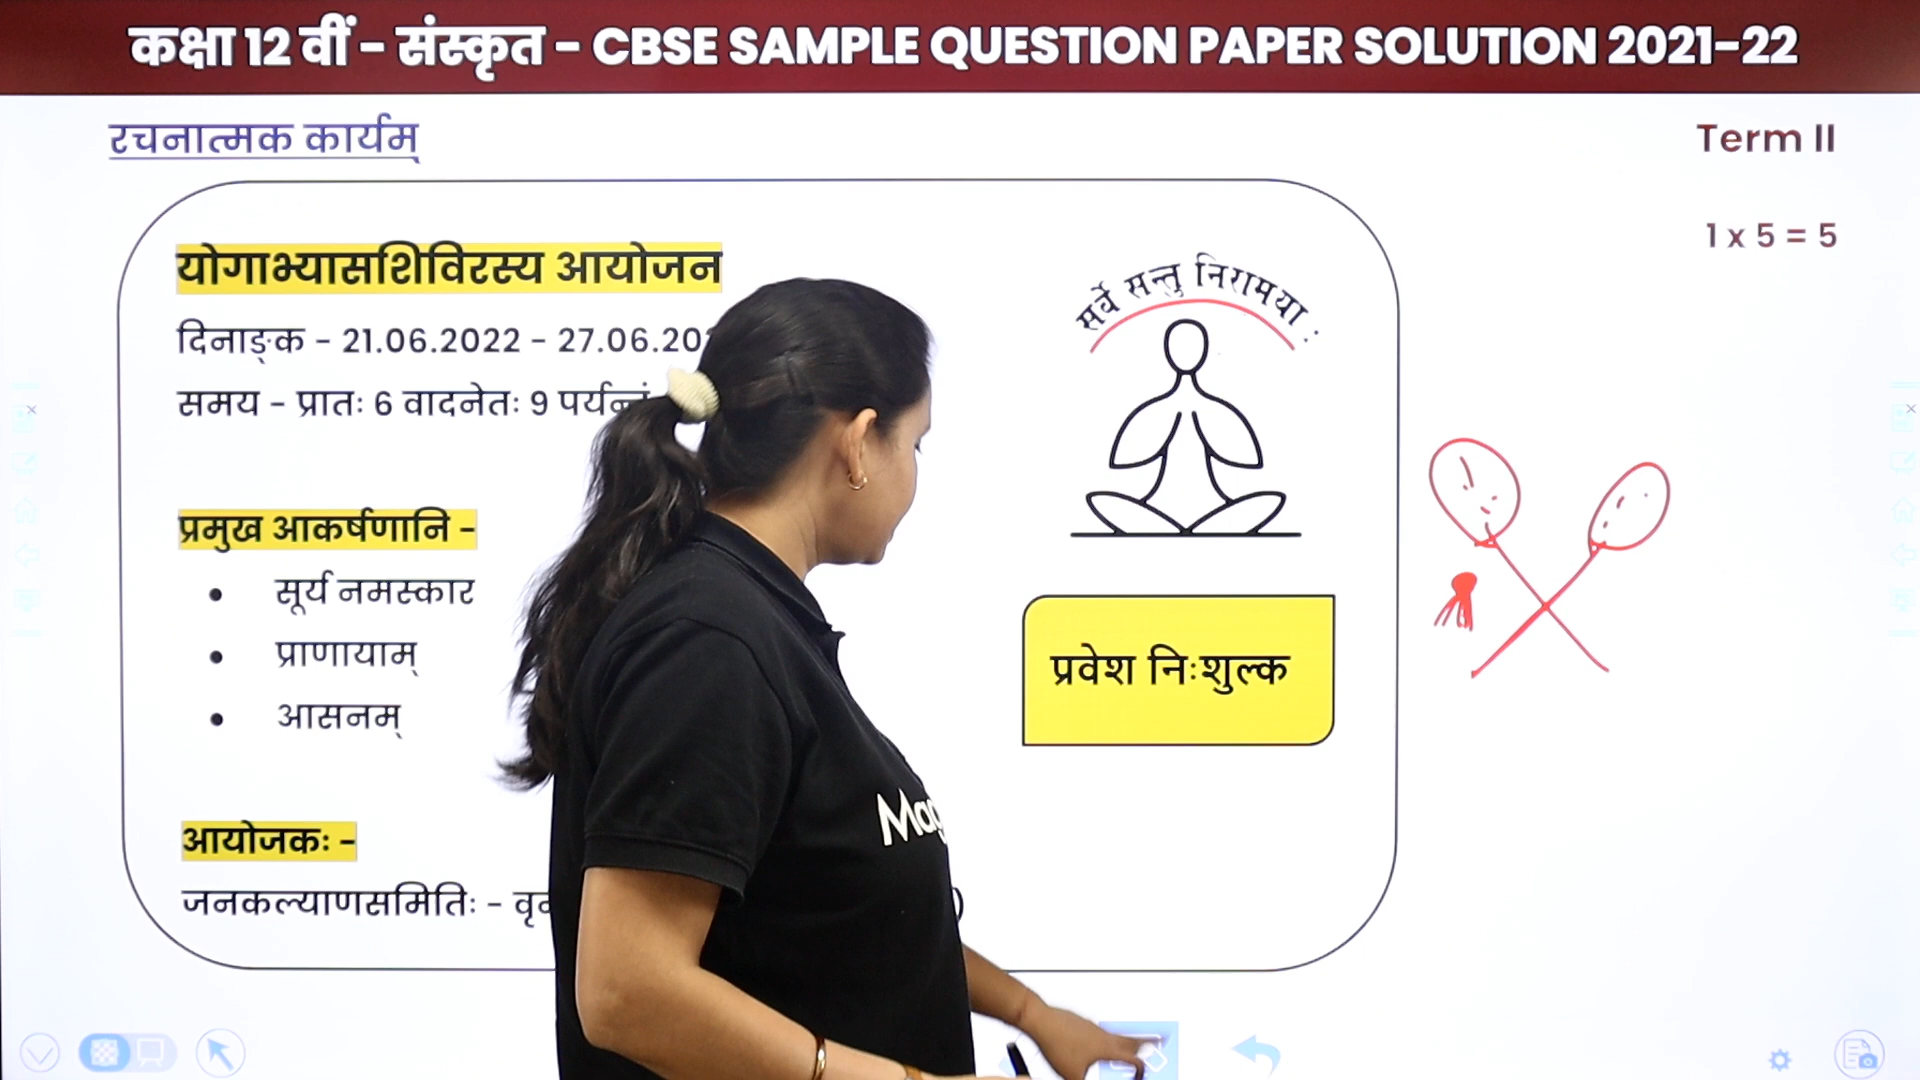 कक्षा 12 वीं - संस्कृत - CBSE SAMPLE QUESTION PAPER SOLUTION 2021-22
रचनात्मक कार्यम्
Term II
1 x 5 = 5
योगाभ्यासशिविरस्य आयोजन
दिनाङ्क - 21.06.2022 - 27.06.20
समय - प्रातः 6 वादनेतः 9 पर्यन्तं
सर्वे सन्तु निरामयाः
प्रमुख आकर्षणानि -
• सूर्य नमस्कार
• प्राणायाम्
• आसनम्
प्रवेश निःशुल्क
आयोजकः -
जनकल्याणसमितिः -